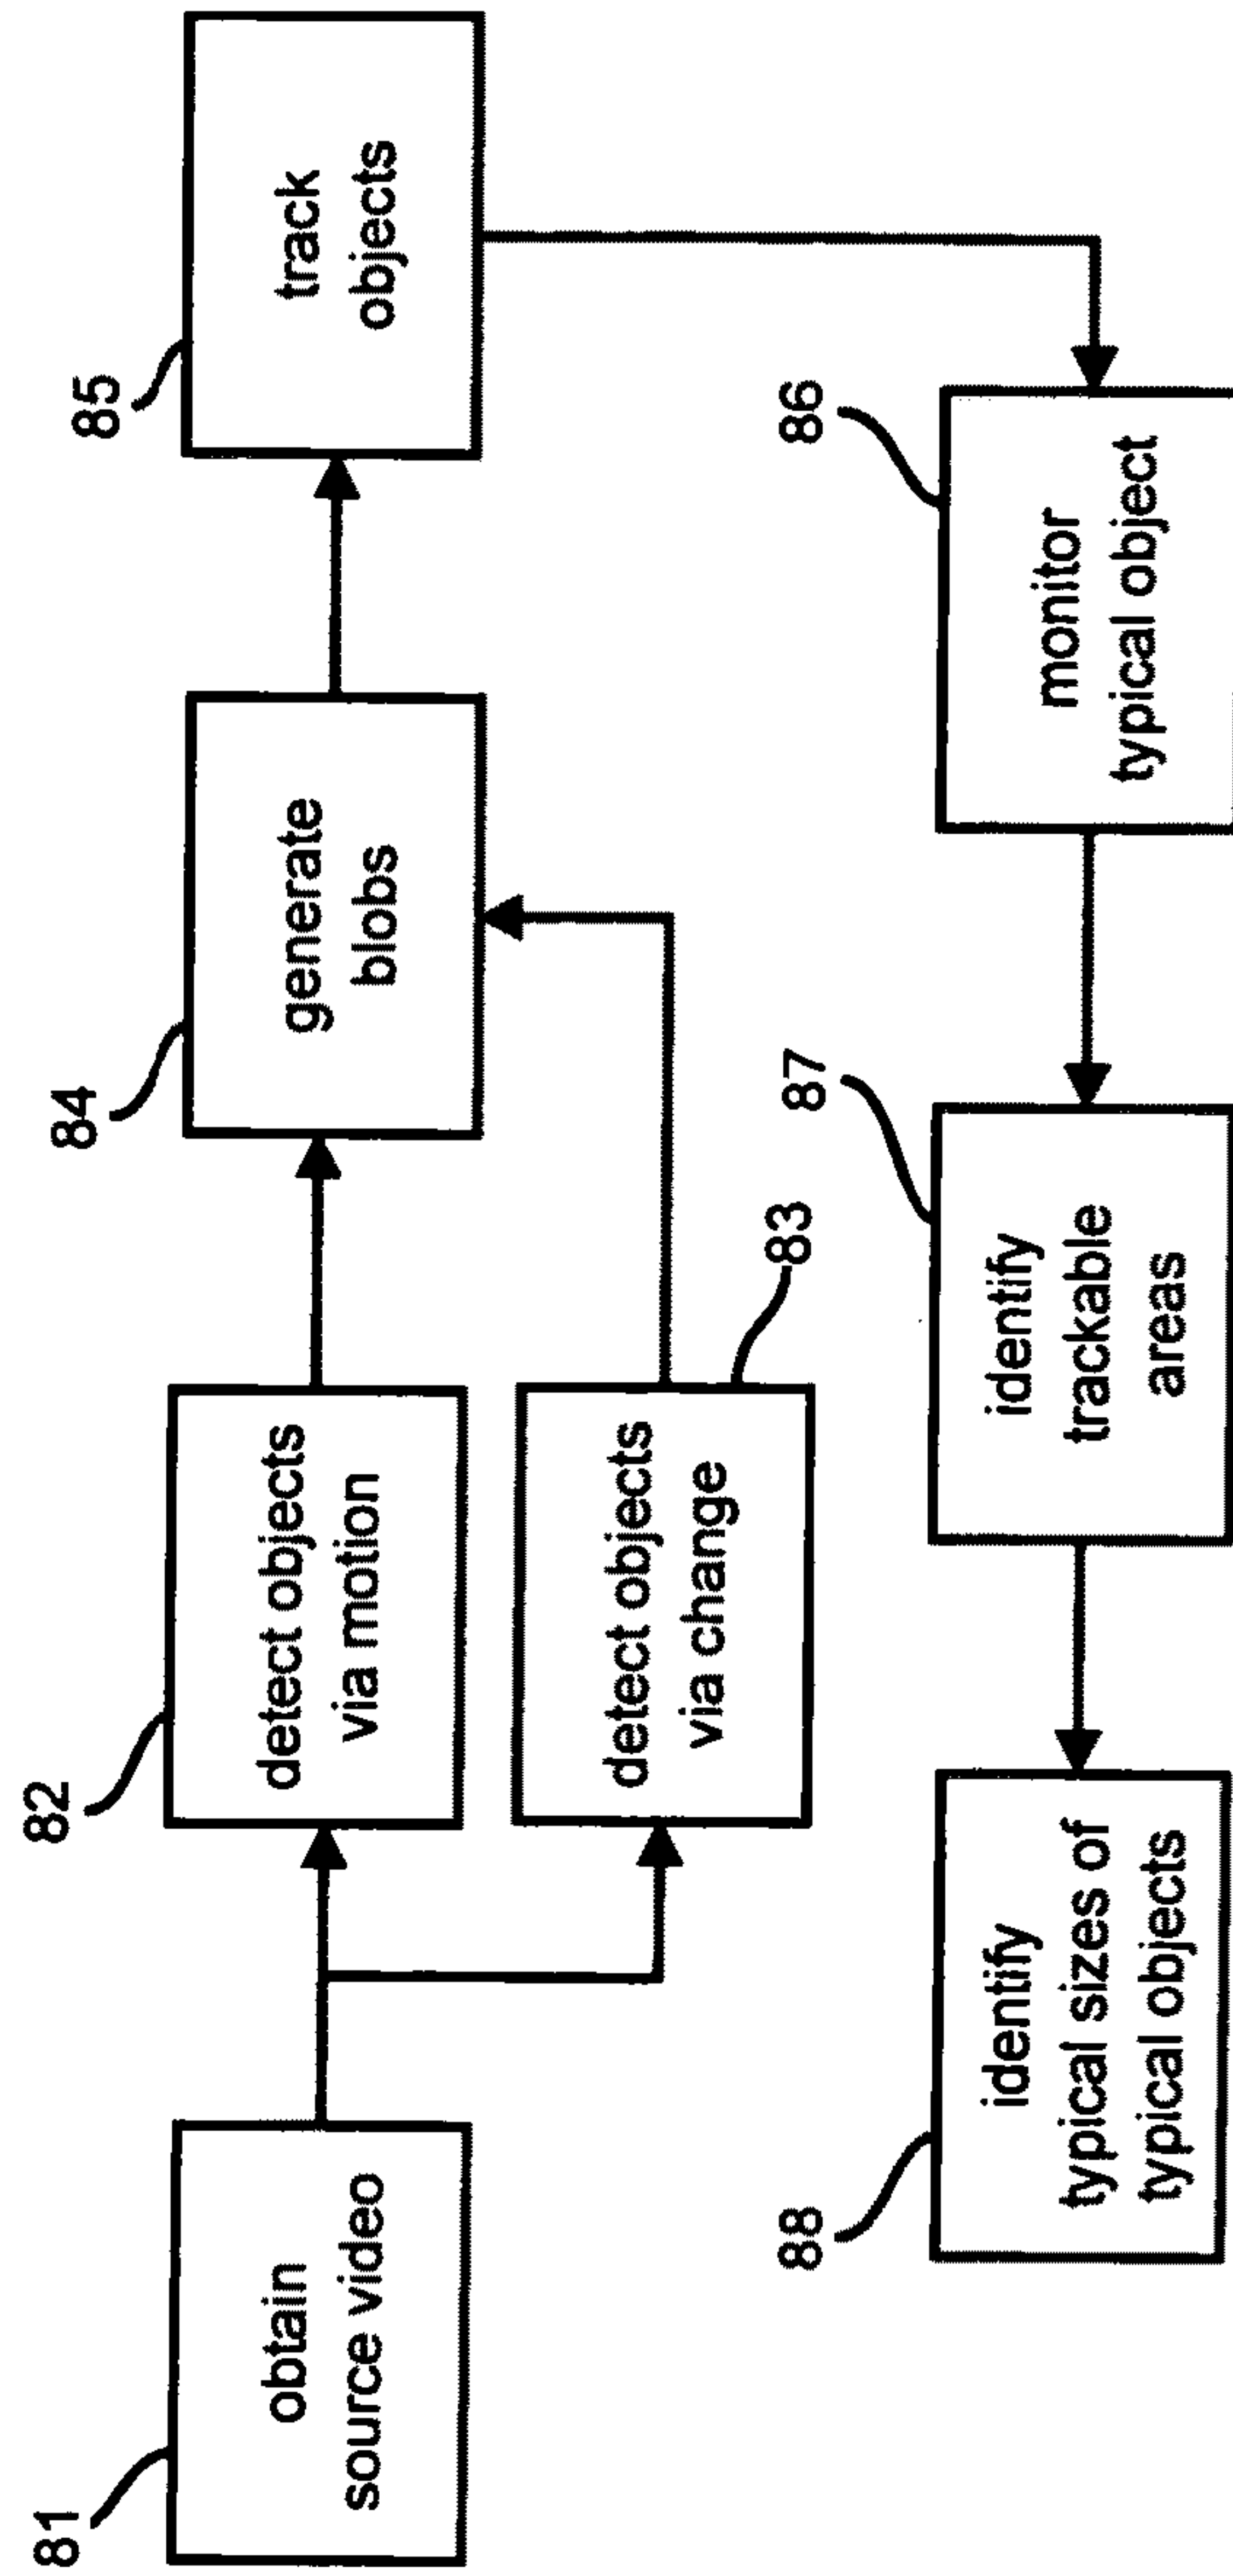 81
obtain
source video
82
detect objects
via motion
detect objects
via change
83
84
generate
blobs
85
track
objects
86
monitor
typical object
87
identify
trackable
areas
88
identify
typical sizes of
typical objects